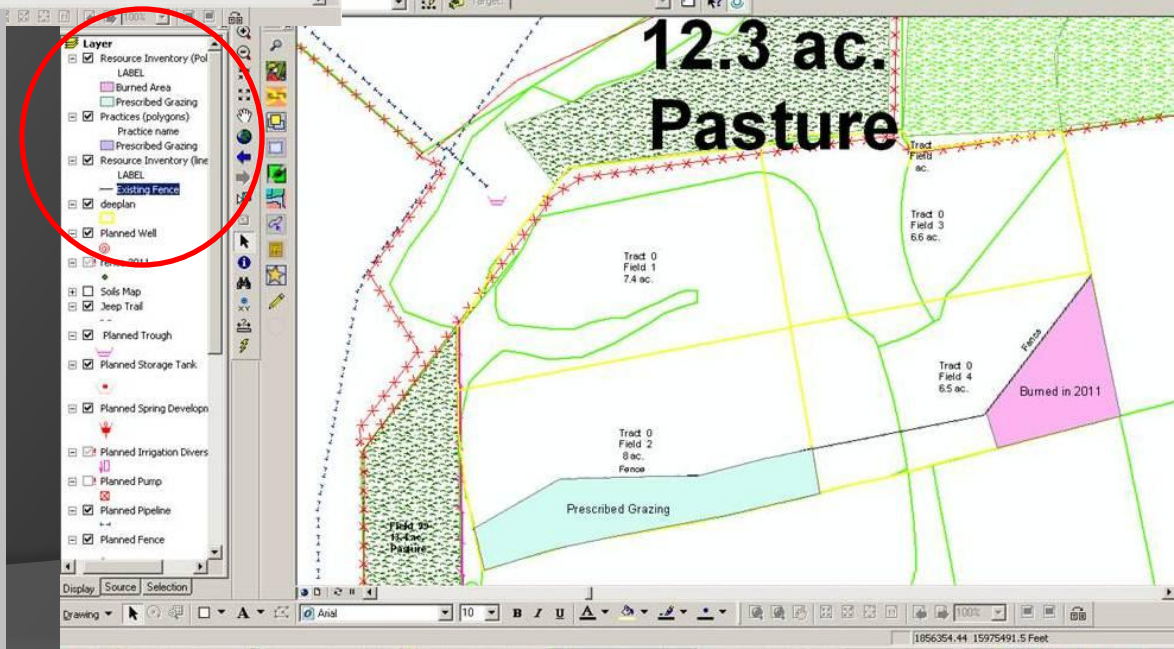 100%
Target:
Layer
Resource Inventory (Pol
LABEL
Burned Area
Prescribed Grazing
Practices (polygons)
Practice name
Prescribed Grazing
Resource Inventory (line
LABEL
Existing Fence
deeplan
Planned Well
Soils Map
Jeep Trail
Planned Trough
Planned Storage Tank
Planned Spring Developn
Planned Irrigation Divers
Planned Pump
Planned Pipeline
Planned Fence
Display Source Selection
12.3 ac.
Pasture
Tract
Field
ac.
Tract 0
Field 3
6.6 ac.
Tract 0
Field 1
7.4 ac.
Fence
Tract 0
Field 4
6.5 ac.
Burned in 2011
Tract 0
Field 2
8 ac.
Fence
Prescribed Grazing
Field 99
Pasture
Drawing
A
Arial
10
B I U A
100%
1856354.44 15975491.5 Feet